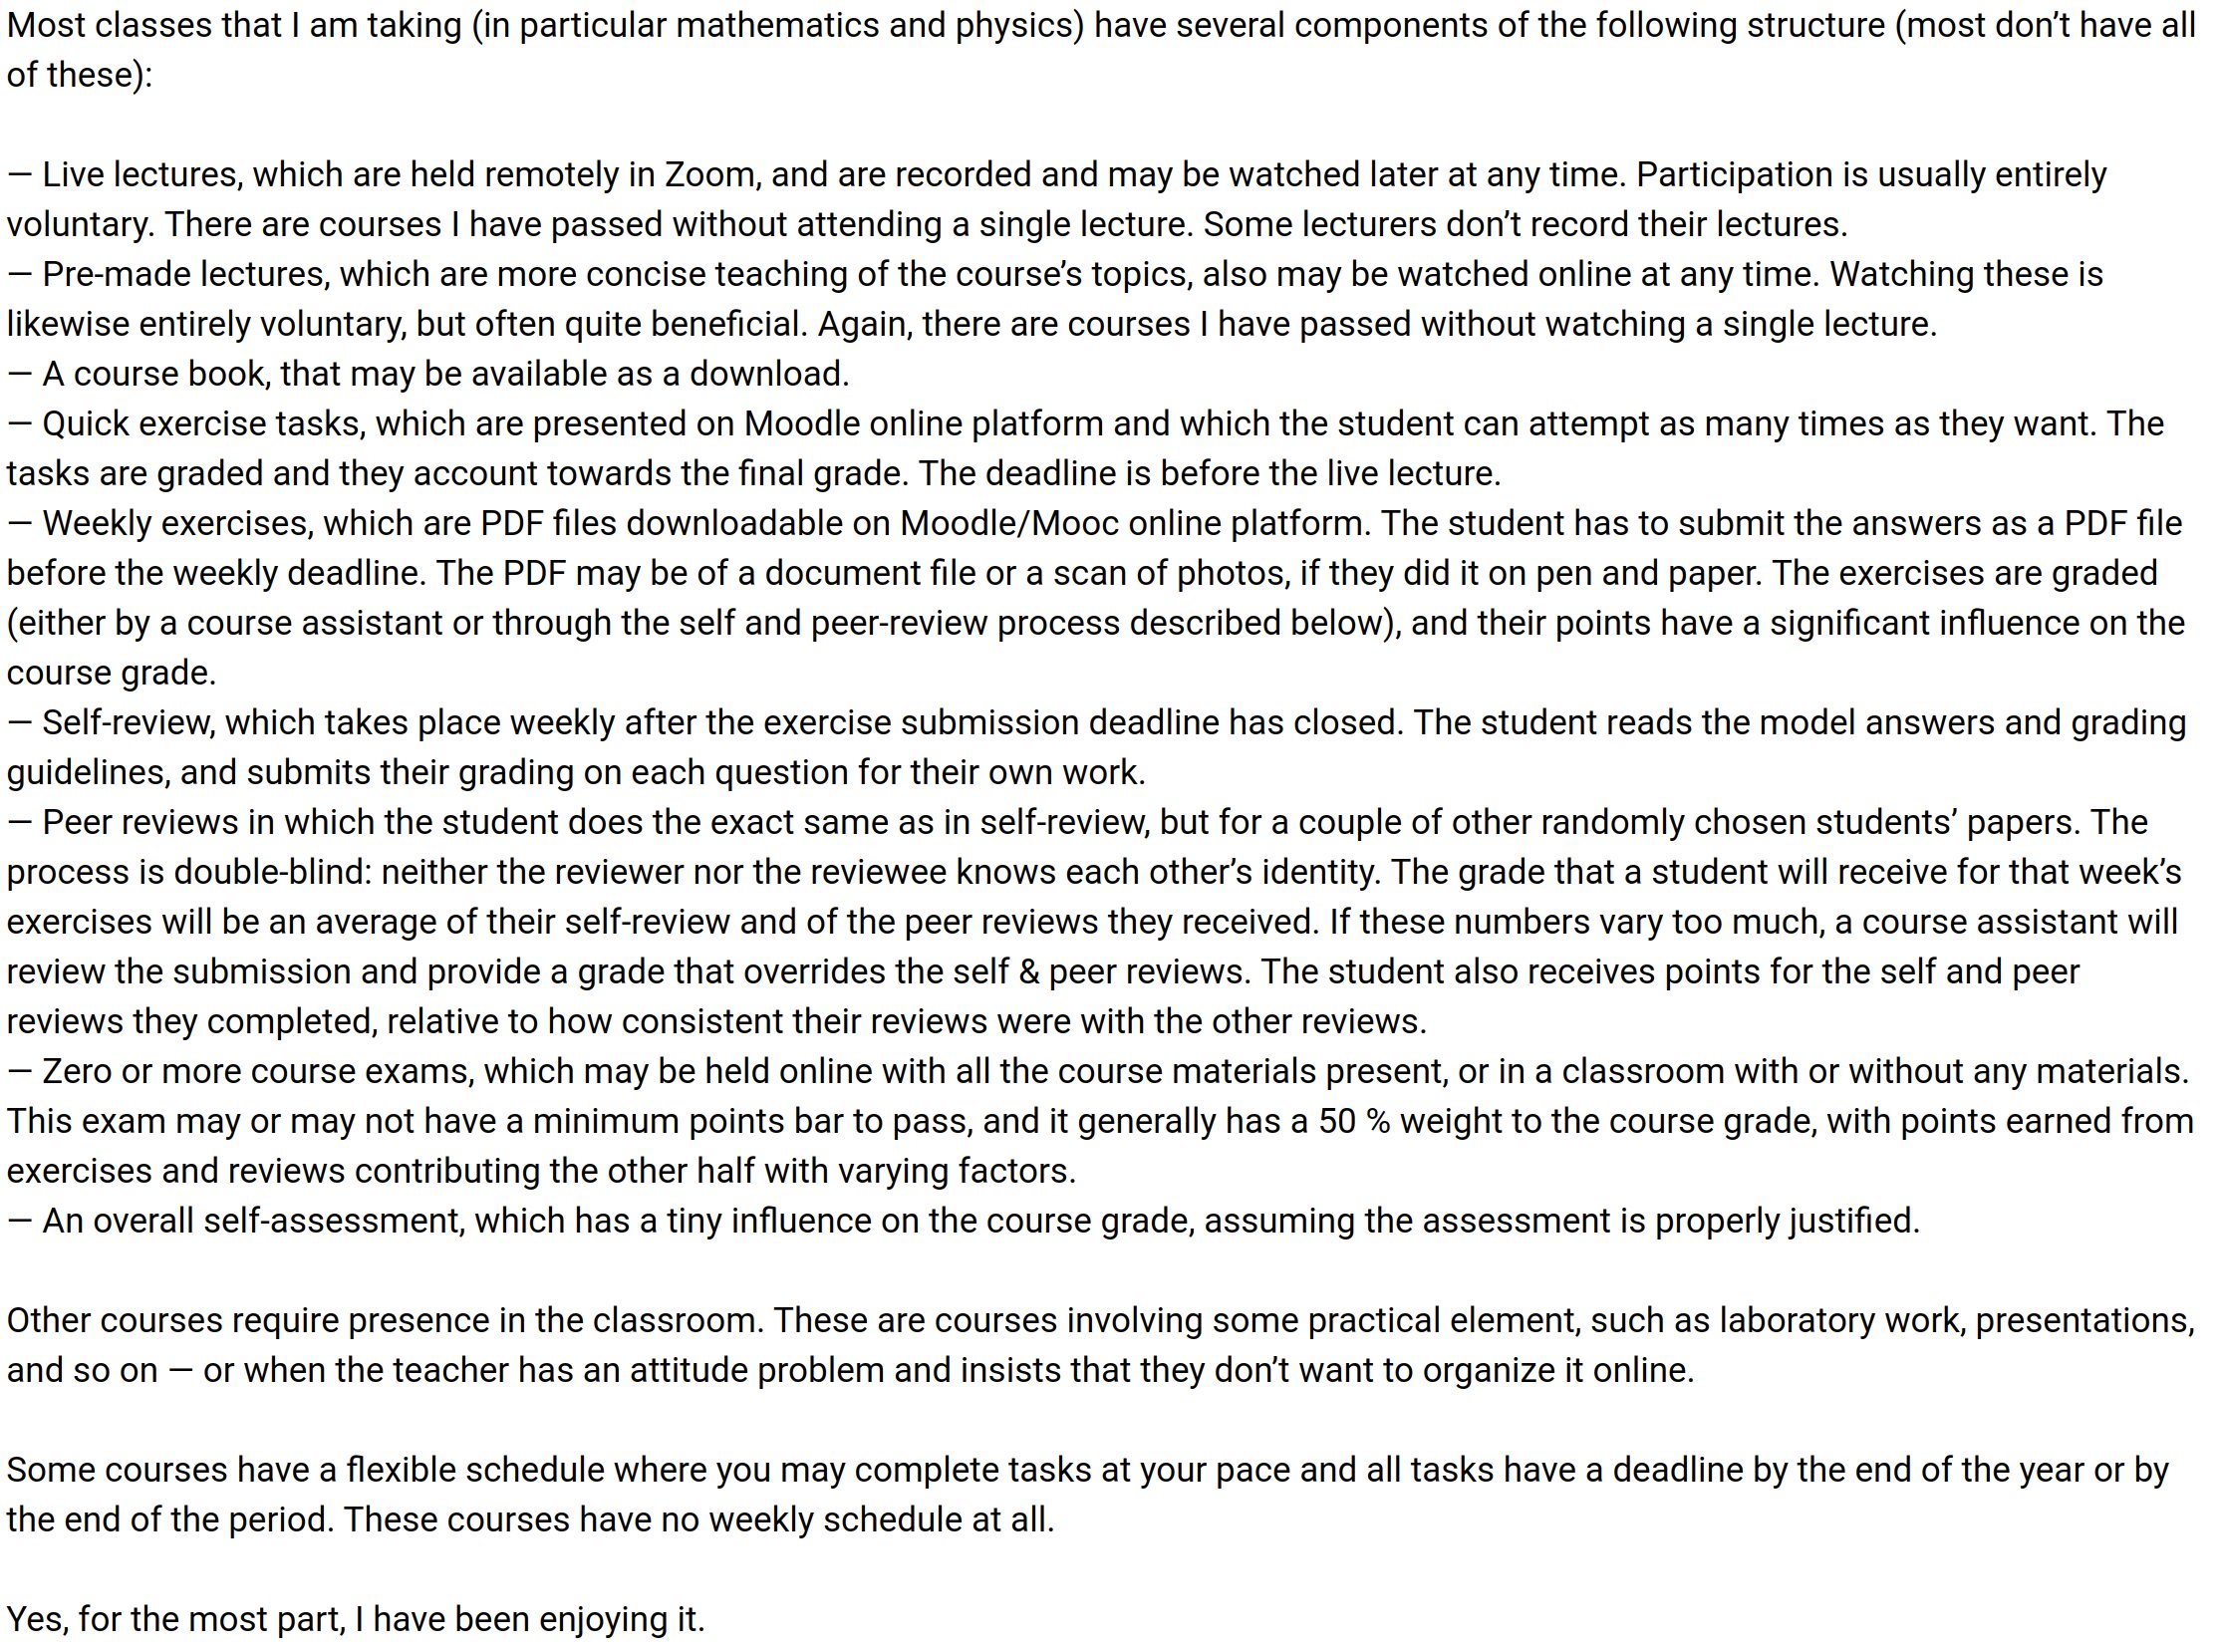 Most classes that I am taking (in particular mathematics and physics) have several components of the following structure (most don’t have all
of these):
— Live lectures, which are held remotely in Zoom, and are recorded and may be watched later at any time. Participation is usually entirely
voluntary. There are courses I have passed without attending a single lecture. Some lecturers don’t record their lectures.
— Pre-made lectures, which are more concise teaching of the course’s topics, also may be watched online at any time. Watching these is
likewise entirely voluntary, but often quite beneficial. Again, there are courses I have passed without watching a single lecture.
— A course book, that may be available as a download.
— Quick exercise tasks, which are presented on Moodle online platform and which the student can attempt as many times as they want. The
tasks are graded and they account towards the final grade. The deadline is before the live lecture.
— Weekly exercises, which are PDF files downloadable on Moodle/Mooc online platform. The student has to submit the answers as a PDF file
before the weekly deadline. The PDF may be of a document file or a scan of photos, if they did it on pen and paper. The exercises are graded
(either by a course assistant or through the self and peer-review process described below), and their points have a significant influence on the
course grade.
— Self-review, which takes place weekly after the exercise submission deadline has closed. The student reads the model answers and grading
guidelines, and submits their grading on each question for their own work.
— Peer reviews in which the student does the exact same as in self-review, but for a couple of other randomly chosen students’ papers. The
process is double-blind: neither the reviewer nor the reviewee knows each other’s identity. The grade that a student will receive for that week’s
exercises will be an average of their self-review and of the peer reviews they received. If these numbers vary too much, a course assistant will
review the submission and provide a grade that overrides the self & peer reviews. The student also receives points for the self and peer
reviews they completed, relative to how consistent their reviews were with the other reviews.
— Zero or more course exams, which may be held online with all the course materials present, or in a classroom with or without any materials.
This exam may or may not have a minimum points bar to pass, and it generally has a 50 % weight to the course grade, with points earned from
exercises and reviews contributing the other half with varying factors.
— An overall self-assessment, which has a tiny influence on the course grade, assuming the assessment is properly justified.
Other courses require presence in the classroom. These are courses involving some practical element, such as laboratory work, presentations,
and so on — or when the teacher has an attitude problem and insists that they don’t want to organize it online.
Some courses have a flexible schedule where you may complete tasks at your pace and all tasks have a deadline by the end of the year or by
the end of the period. These courses have no weekly schedule at all.
Yes, for the most part, I have been enjoying it.